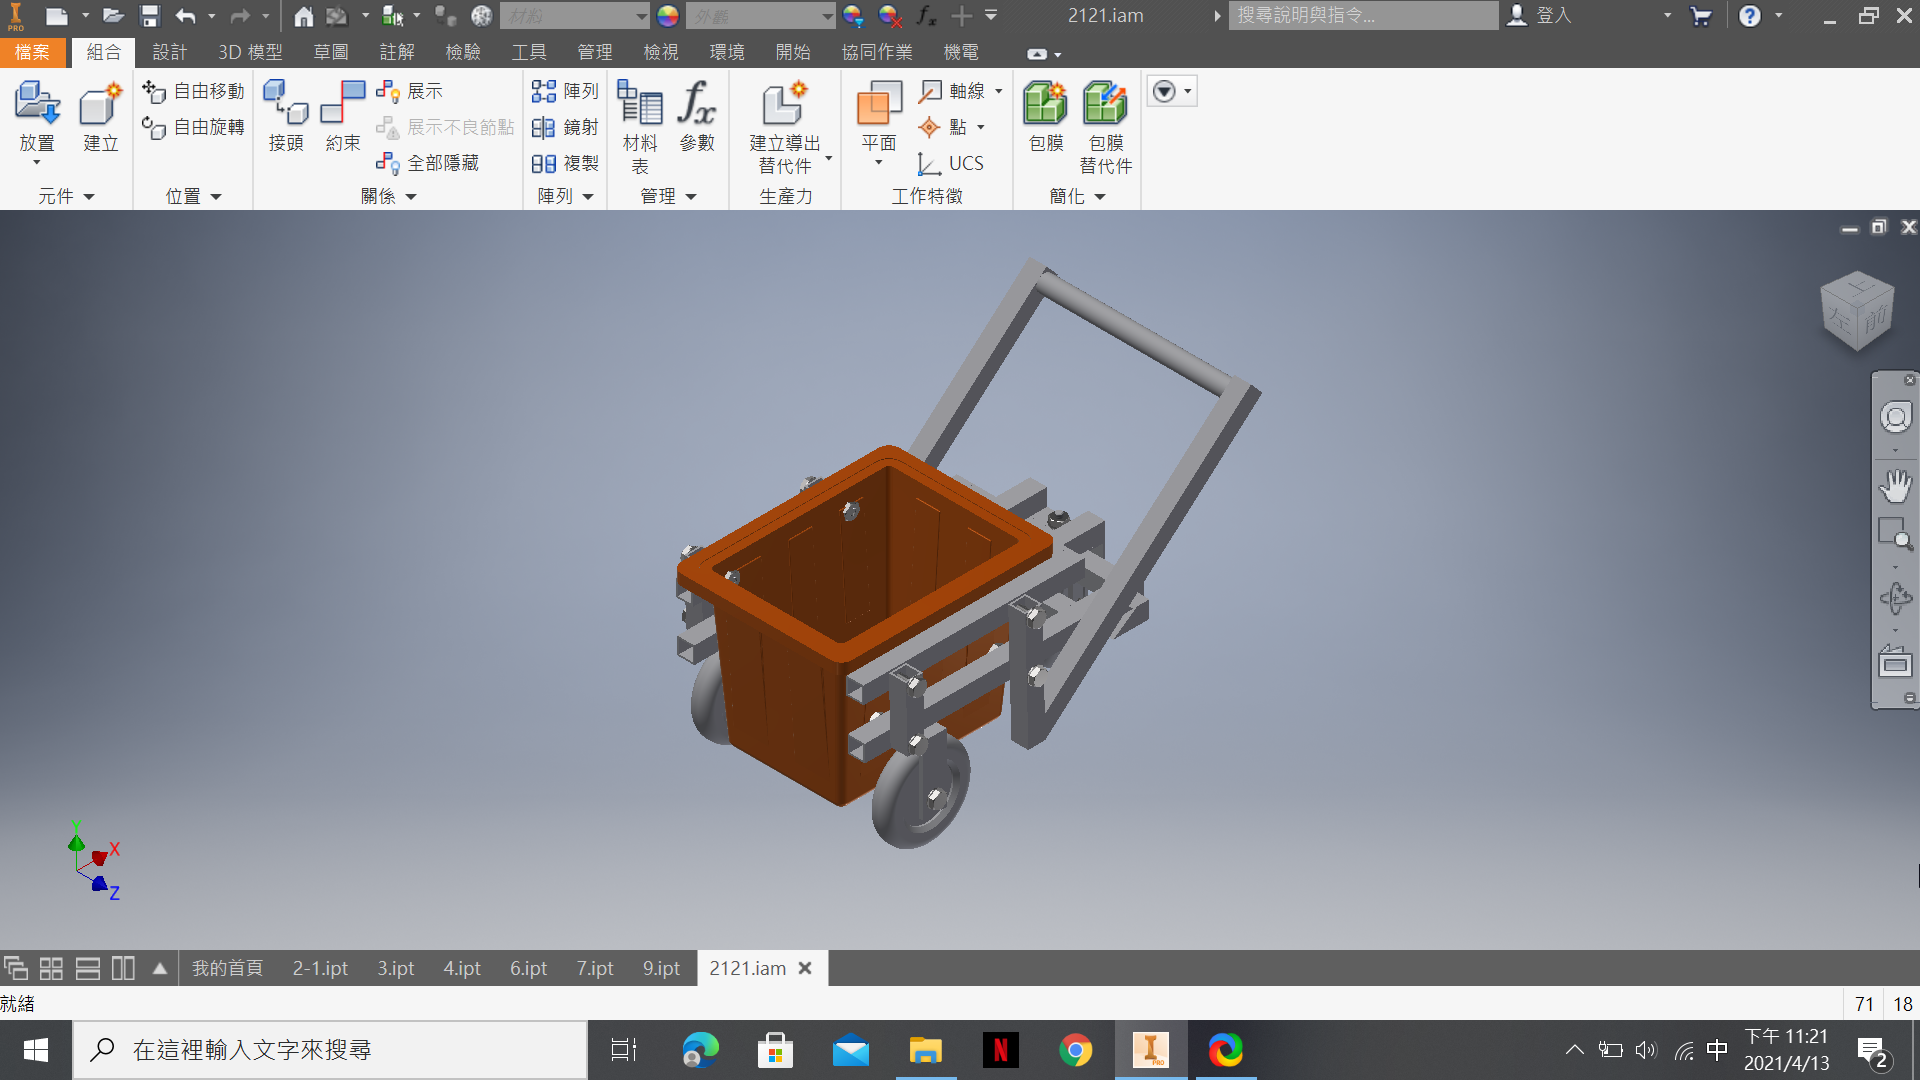 PRO
材料
外觀
2121.iam
搜尋說明與指令...
登入
檔案 組合 設計 3D 模型 草圖 註解 檢驗 工具 管理 檢視 環境 開始 協同作業 機電
放置
建立
自由移動
自由旋轉
接頭
約束
展示
展示不良節點
全部隱藏
陣列
鏡射
複製
材料
表
參數
建立導出
替代件
平面
軸線
點
UCS
包膜
包膜
替代件
元件 位置 關係 陣列 管理 生產力 工作特徵 簡化
上
左
前
Y
X
Z
我的首頁 2-1.ipt 3.ipt 4.ipt 6.ipt 7.ipt 9.ipt 2121.iam
就緒
71 18
在這裡輸入文字來搜尋
N
PRO
中
下午 11:21
2021/4/13
2